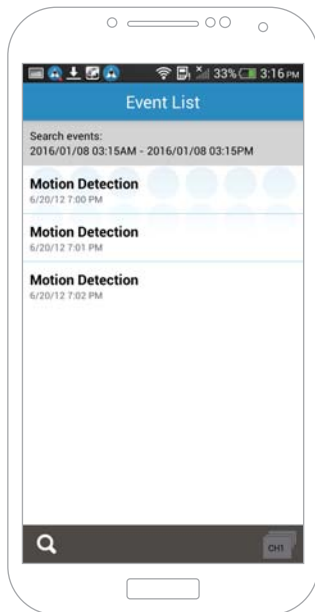 33% 3:16 PM
Event List
Search events:
2016/01/08 03:15AM - 2016/01/08 03:15PM
Motion Detection
6/20/12 7:00 PM
Motion Detection
6/20/12 7:01 PM
Motion Detection
6/20/12 7:02 PM
CH1